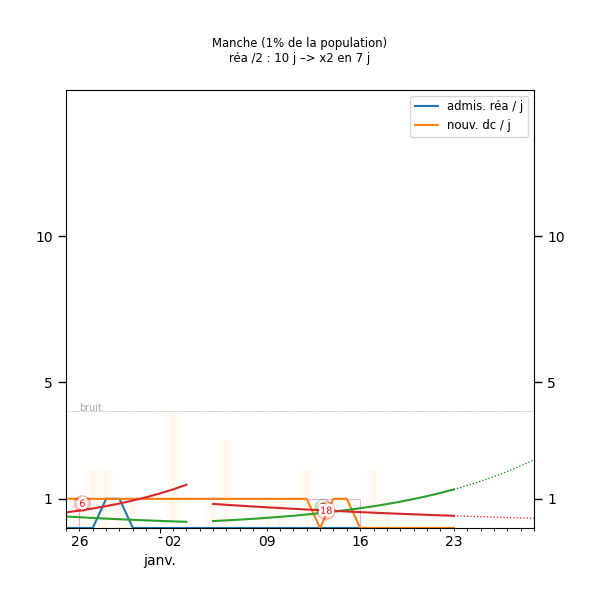 Manche (1% de la population)
réa /2 : 10 j –> x2 en 7 j
admis. réa / j
nouv. dc / j
10
10
5
5
bruit
1
1
6
18
26
02
09
16
23
janv.